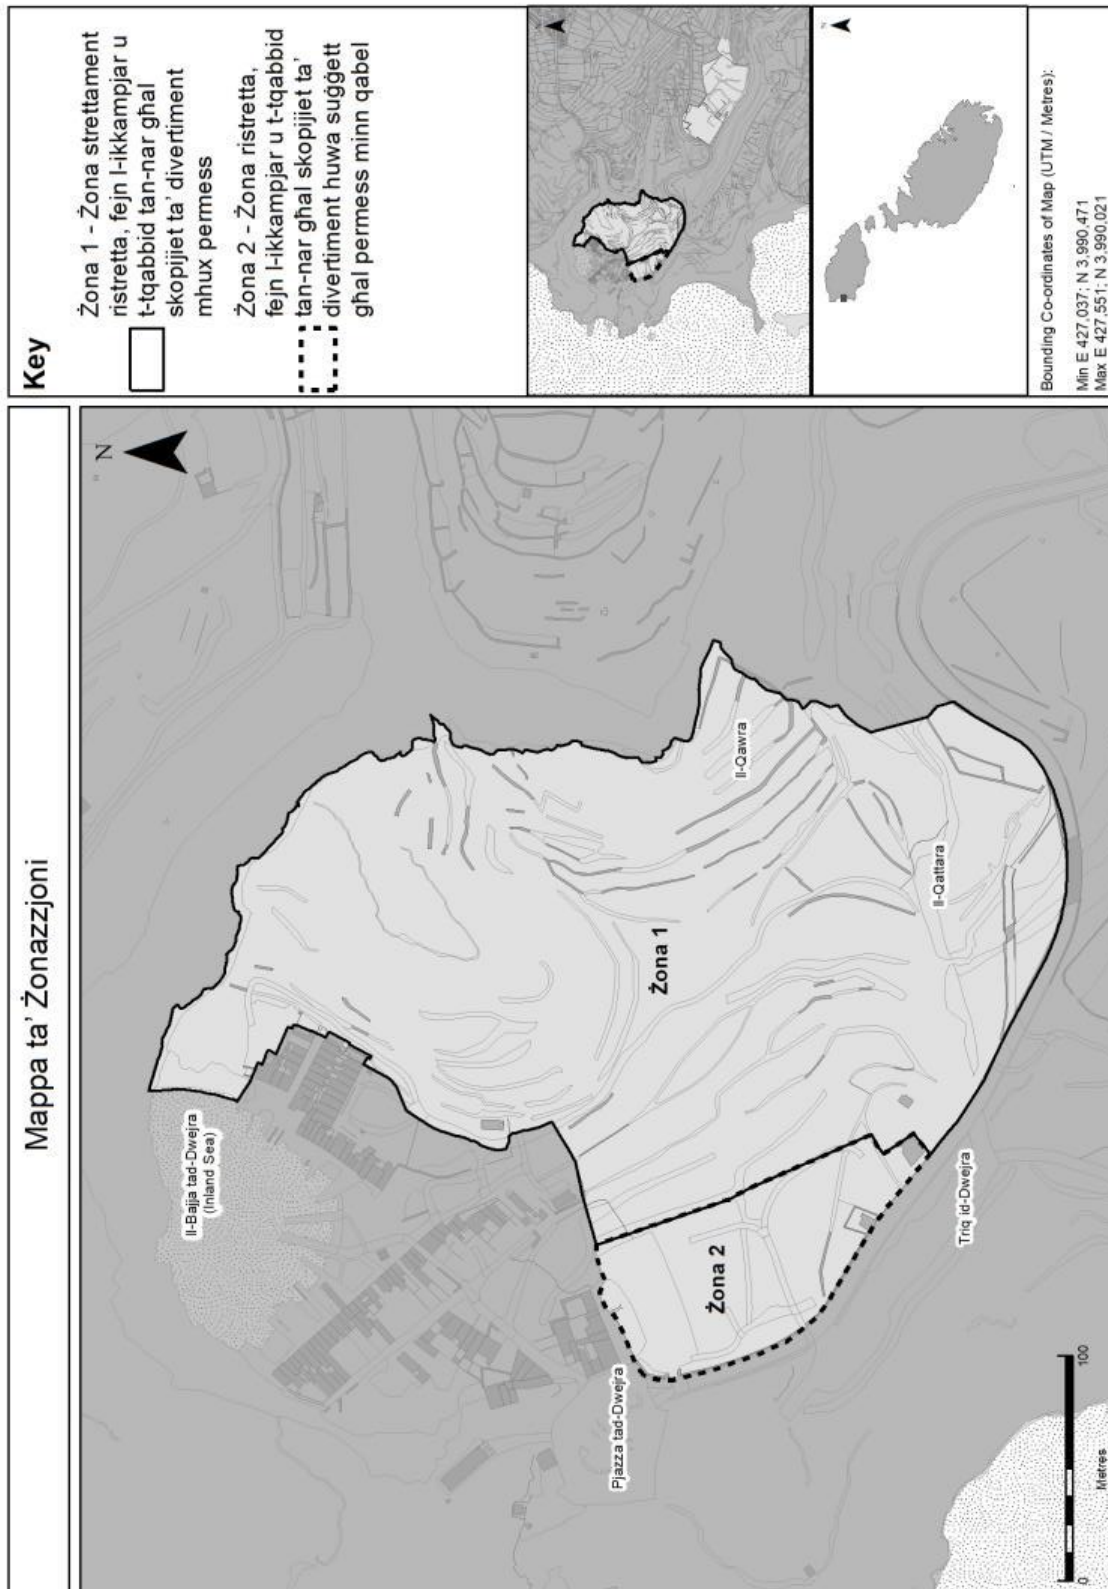 Mappa ta' Żonazzjoni
N
Il-Bajja tad-Dwejra
(Inland Sea)
Il-Qawra
Żona 1
Il-Qattara
Żona 2
Pjazza tad-Dwejra
Triq id-Dwejra
0
100
Metres
Key
Żona 1 - Żona strettament
ristretta, fejn l-ikkampjar u
t-tqabbid tan-nar għal
skopijiet ta' divertiment
mhux permess
Żona 2 - Żona ristretta,
fejn l-ikkampjar u t-tqabbid
tan-nar għal skopijiet ta'
divertiment huwa suġġett
għal permess minn qabel
N
N
Bounding Co-ordinates of Map (UTM / Metres):
Min E 427,037; N 3,990,471
Max E 427,551; N 3,990,021